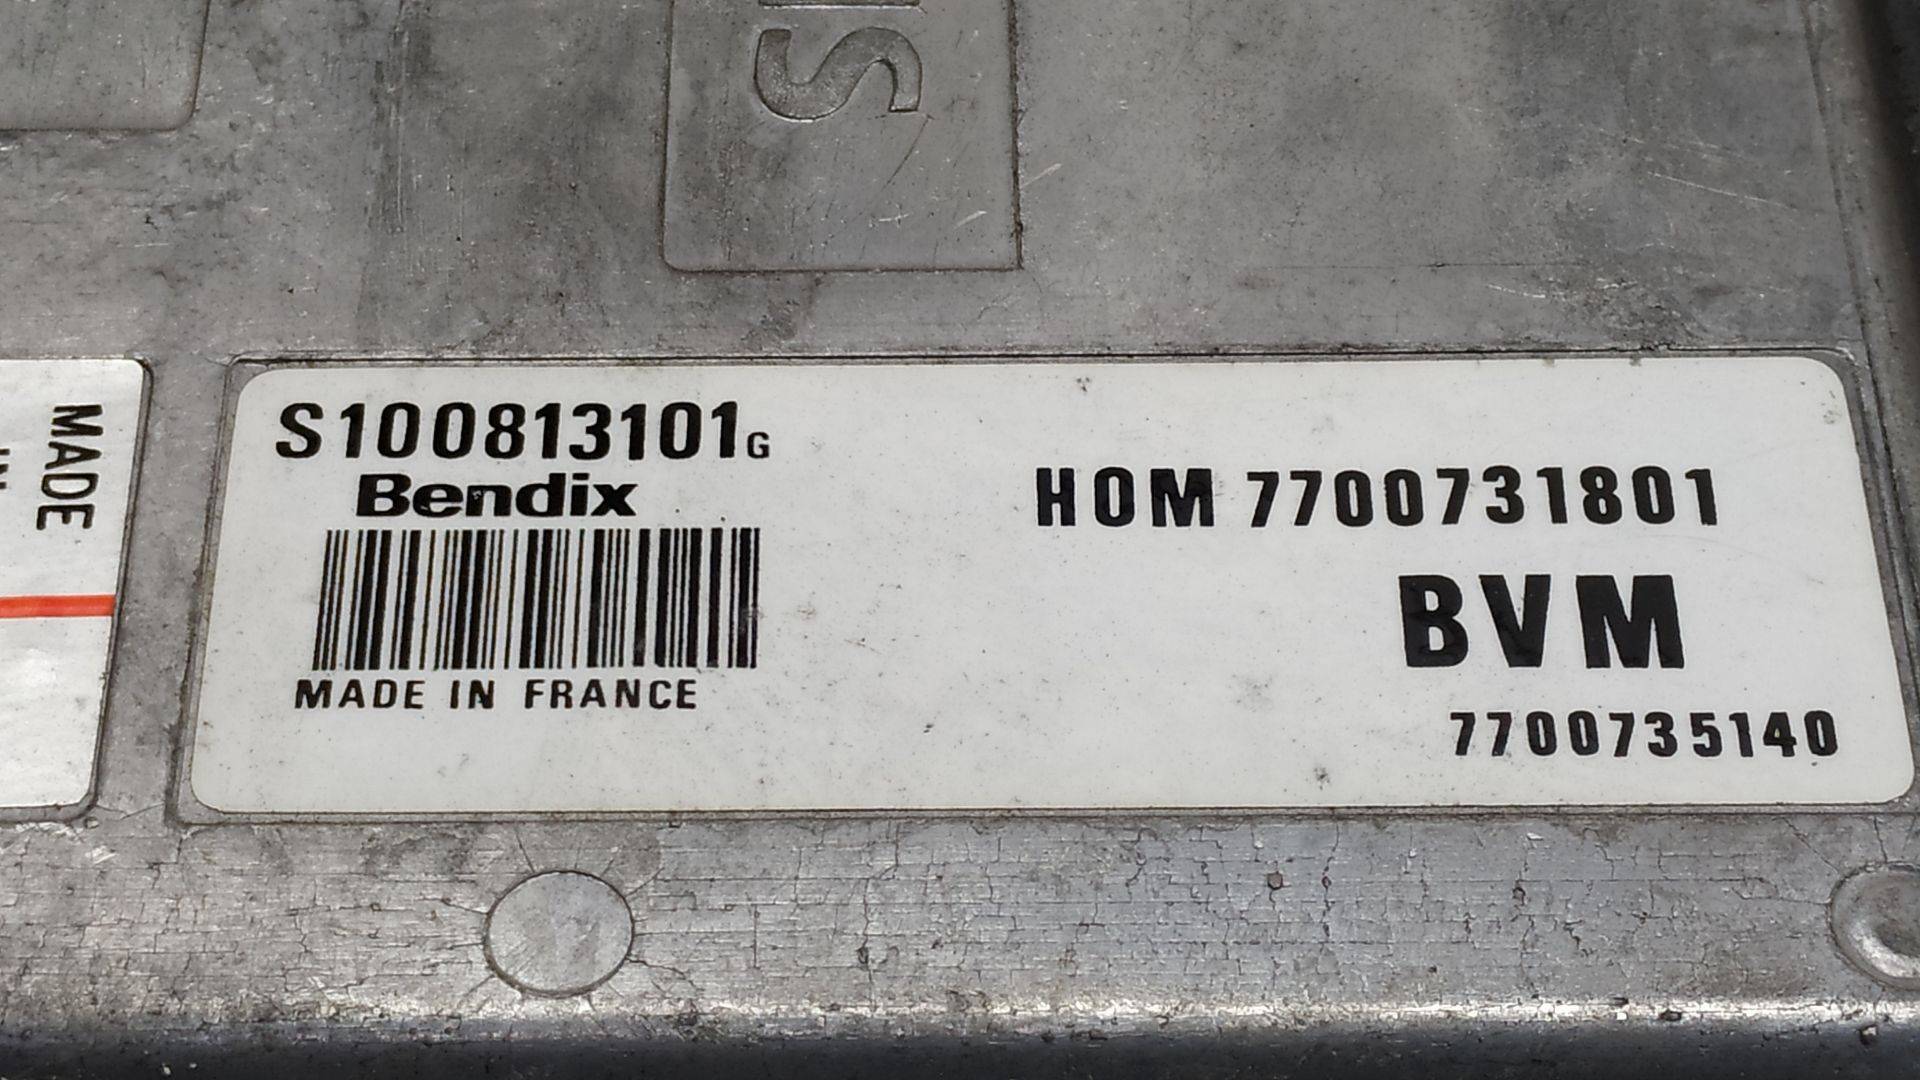 MADE
S100813101G
Bendix
MADE IN FRANCE
HOM 7700731801
BVM
7700735140